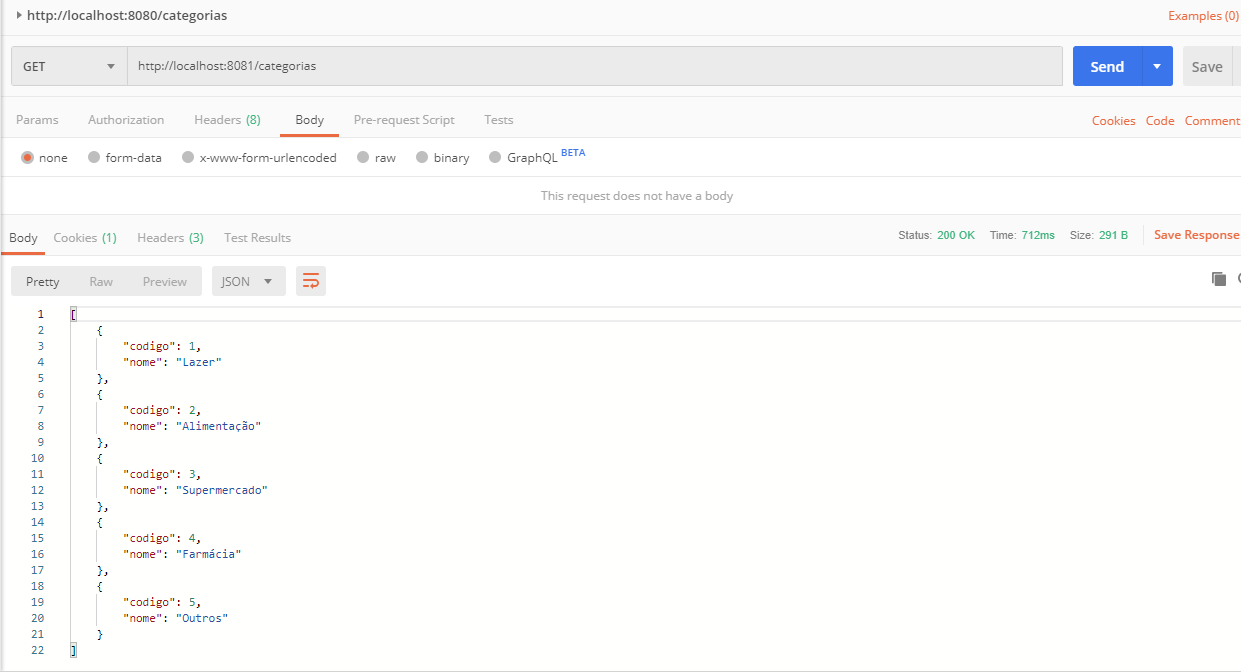 http://localhost:8080/categorias Examples (0)
GET http://localhost:8081/categorias Send Save
Params Authorization Headers (8) Body Pre-request Script Tests Cookies Code Comment
none form-data x-www-form-urlencoded raw binary GraphQL BETA
This request does not have a body
Body Cookies (1) Headers (3) Test Results Status: 200 OK Time: 712ms Size: 291 B Save Response
Pretty Raw Preview JSON
1 [
2 {
3 "codigo": 1,
4 "nome": "Lazer"
5 },
6 {
7 "codigo": 2,
8 "nome": "Alimentação"
9 },
10 {
11 "codigo": 3,
12 "nome": "Supermercado"
13 },
14 {
15 "codigo": 4,
16 "nome": "Farmácia"
17 },
18 {
19 "codigo": 5,
20 "nome": "Outros"
21 }
22 ]